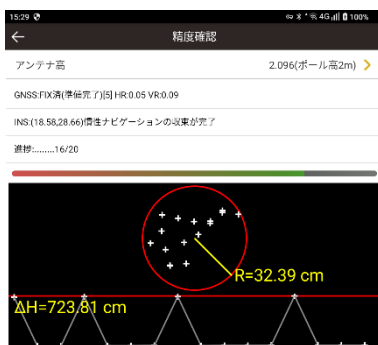 15:29 4G 100%
精度確認
アンテナ高 2.096(ポール高2m)
GNSS:FIX済(準備完了)[5] HR:0.05 VR:0.09
INS:(18.58,28.66)慣性ナビゲーションの収束が完了
進捗:........16/20
R=32.39 cm
ΔH=723.81 cm